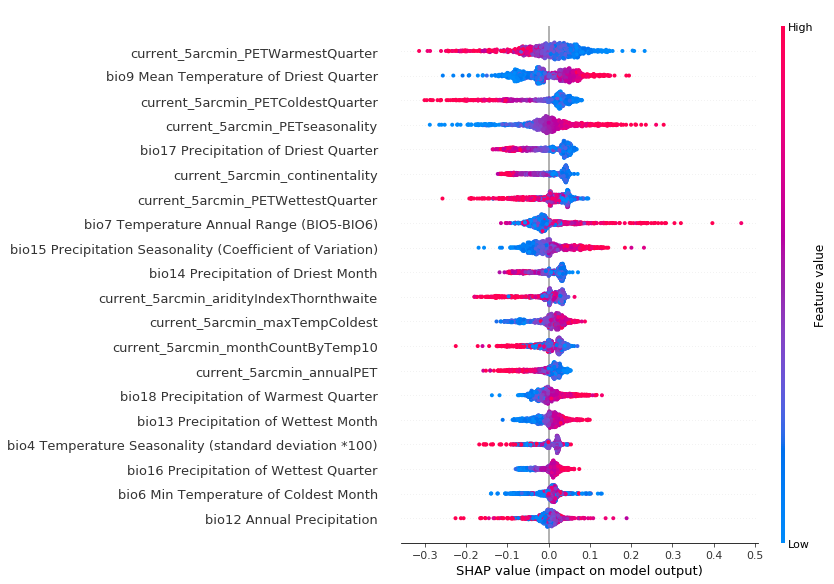 High
current_5arcmin_PETWarmestQuarter
bio9 Mean Temperature of Driest Quarter
current_5arcmin_PETColdestQuarter
current_5arcmin_PETseasonality
bio17 Precipitation of Driest Quarter
current_5arcmin_continentality
current_5arcmin_PETWettestQuarter
bio7 Temperature Annual Range (BIO5-BIO6)
bio15 Precipitation Seasonality (Coefficient of Variation)
bio14 Precipitation of Driest Month
current_5arcmin_aridityIndexThornthwaite
current_5arcmin_maxTempColdest
current_5arcmin_monthCountByTemp10
current_5arcmin_annualPET
bio18 Precipitation of Warmest Quarter
bio13 Precipitation of Wettest Month
bio4 Temperature Seasonality (standard deviation *100)
bio16 Precipitation of Wettest Quarter
bio6 Min Temperature of Coldest Month
bio12 Annual Precipitation
Feature value
Low
−0.3 −0.2 −0.1 0.0 0.1 0.2 0.3 0.4 0.5
SHAP value (impact on model output)